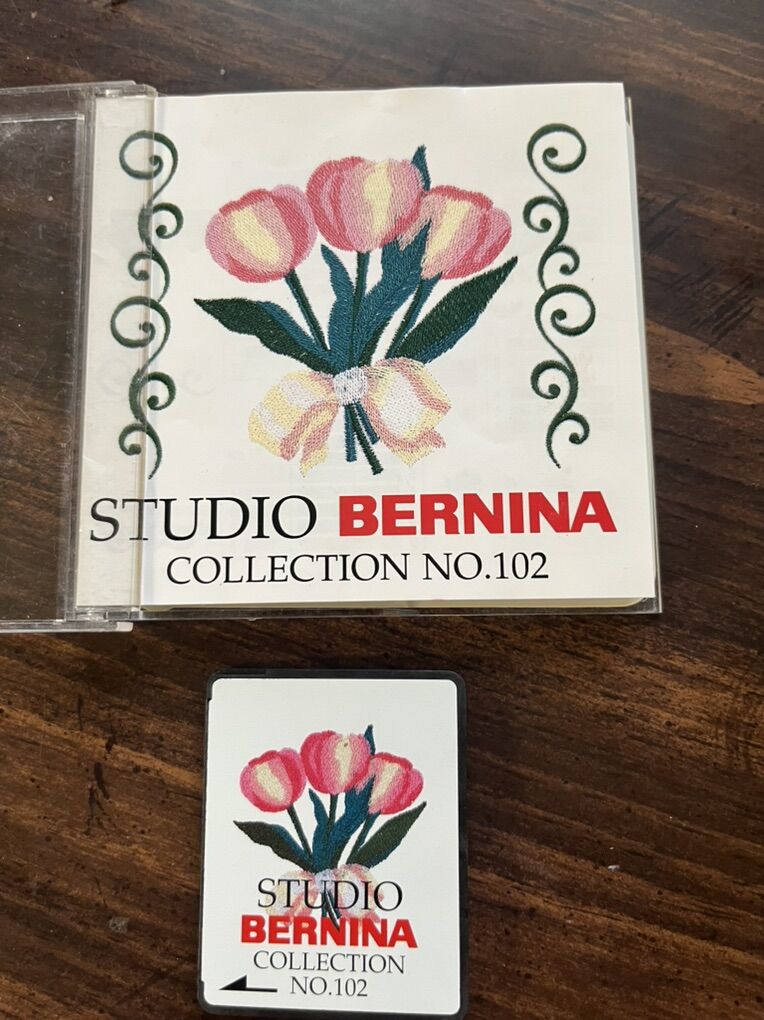 STUDIO BERNINA
COLLECTION NO.102
STUDIO
BERNINA
COLLECTION
NO.102